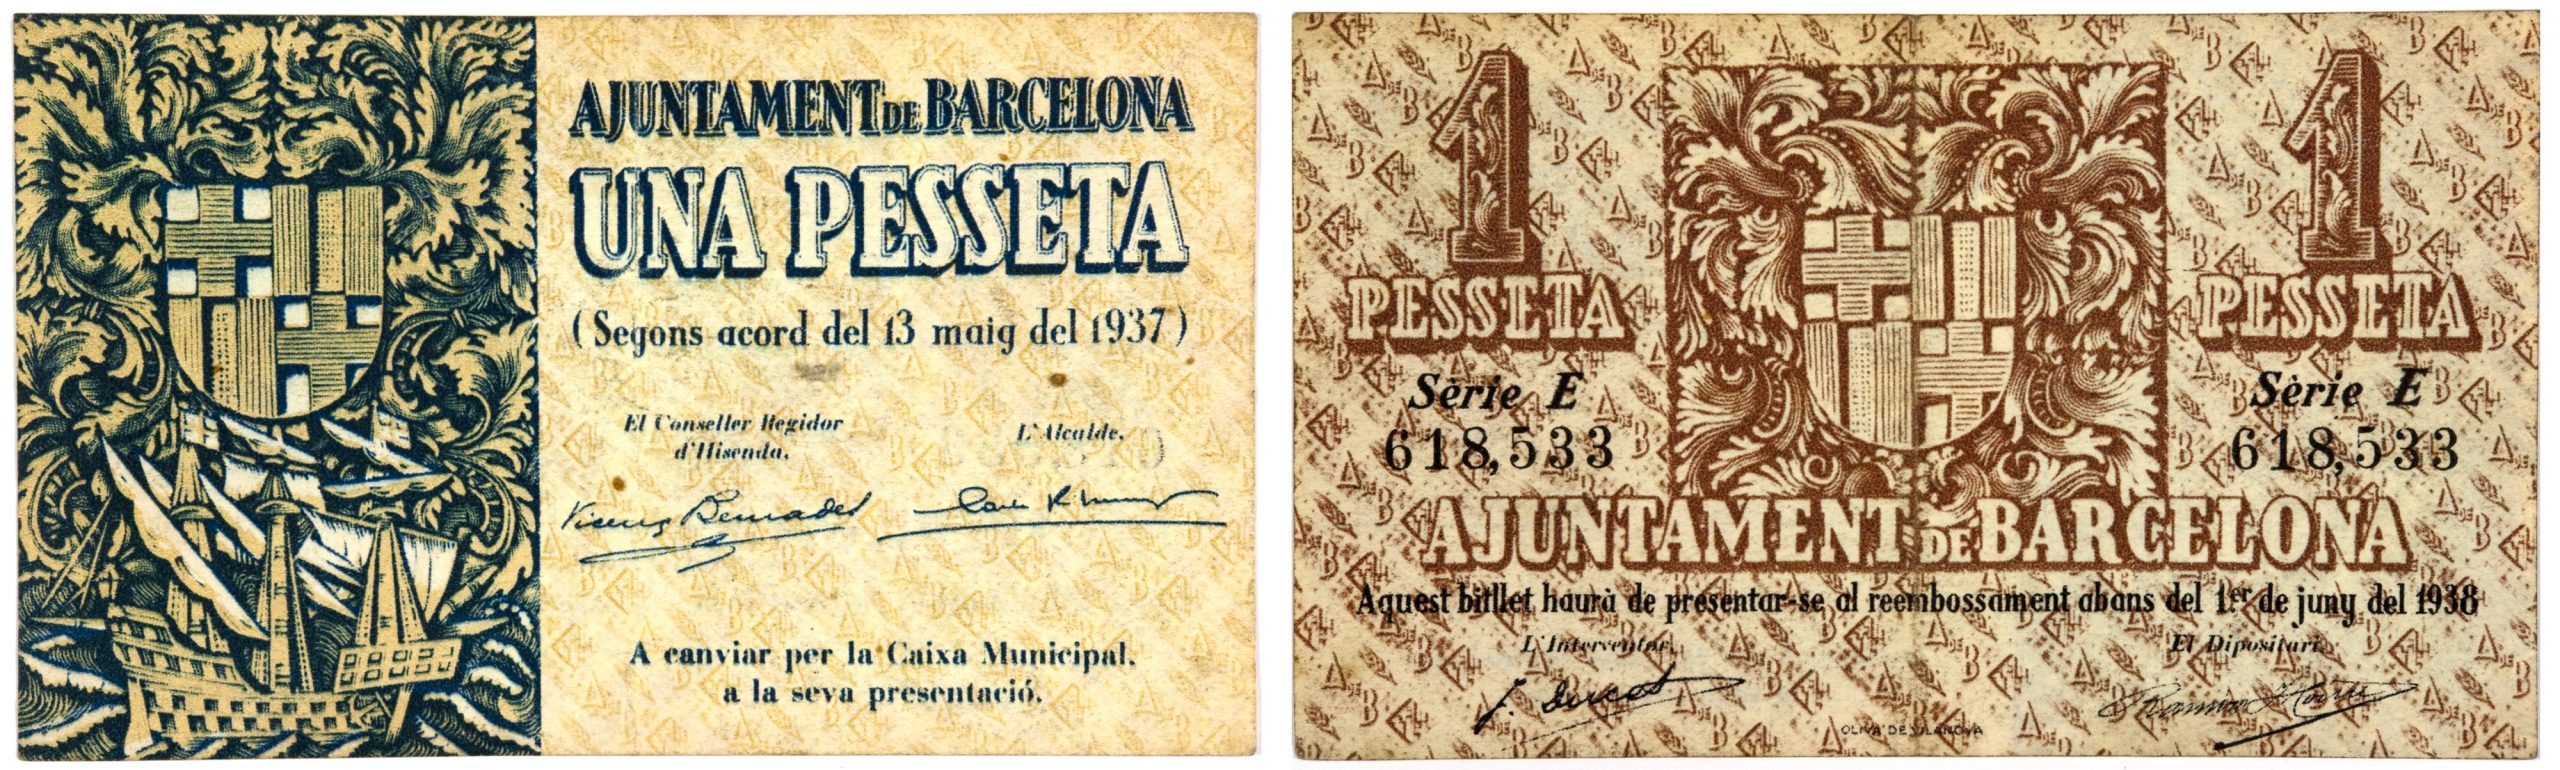 AJUNTAMENT DE BARCELONA
UNA PESSETA
(Segons acord del 13 maig del 1937)
El Conseller Regidor
d'Hisenda.
L'Alcalde.
A canviar per la Caixa Municipal.
a la seva presentació.
1
PESSETA
Sèrie E
618,533
1
PESSETA
Sèrie E
618,533
AJUNTAMENT DE BARCELONA
Aquest bitllet haurà de presentar-se al reembossament abans del 1.er de juny del 1938
L'Interventor.
El Dipositari.
OLIVA DE VILANOVA